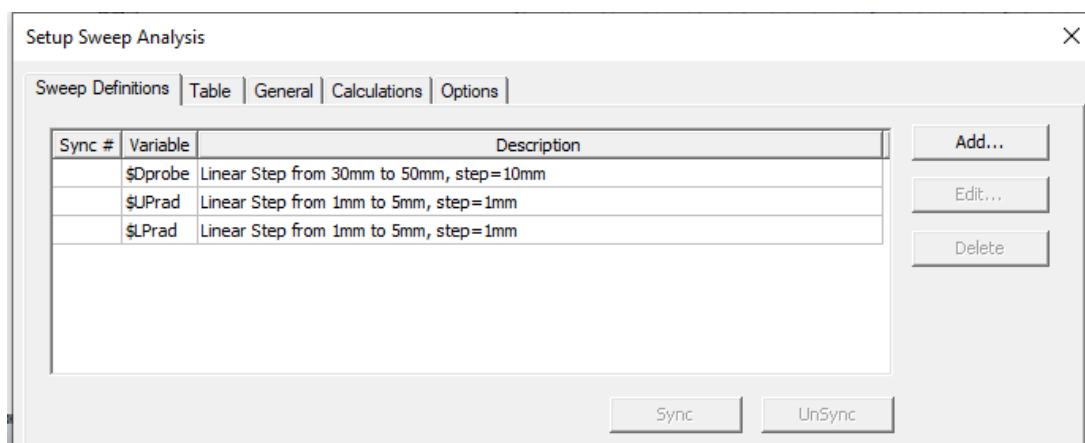 Setup Sweep Analysis
Sweep Definitions Table General Calculations Options
Sync # Variable Description
$Dprobe Linear Step from 30mm to 50mm, step=10mm
$UPrad Linear Step from 1mm to 5mm, step=1mm
$LPrad Linear Step from 1mm to 5mm, step=1mm
Add...
Edit...
Delete
Sync UnSync